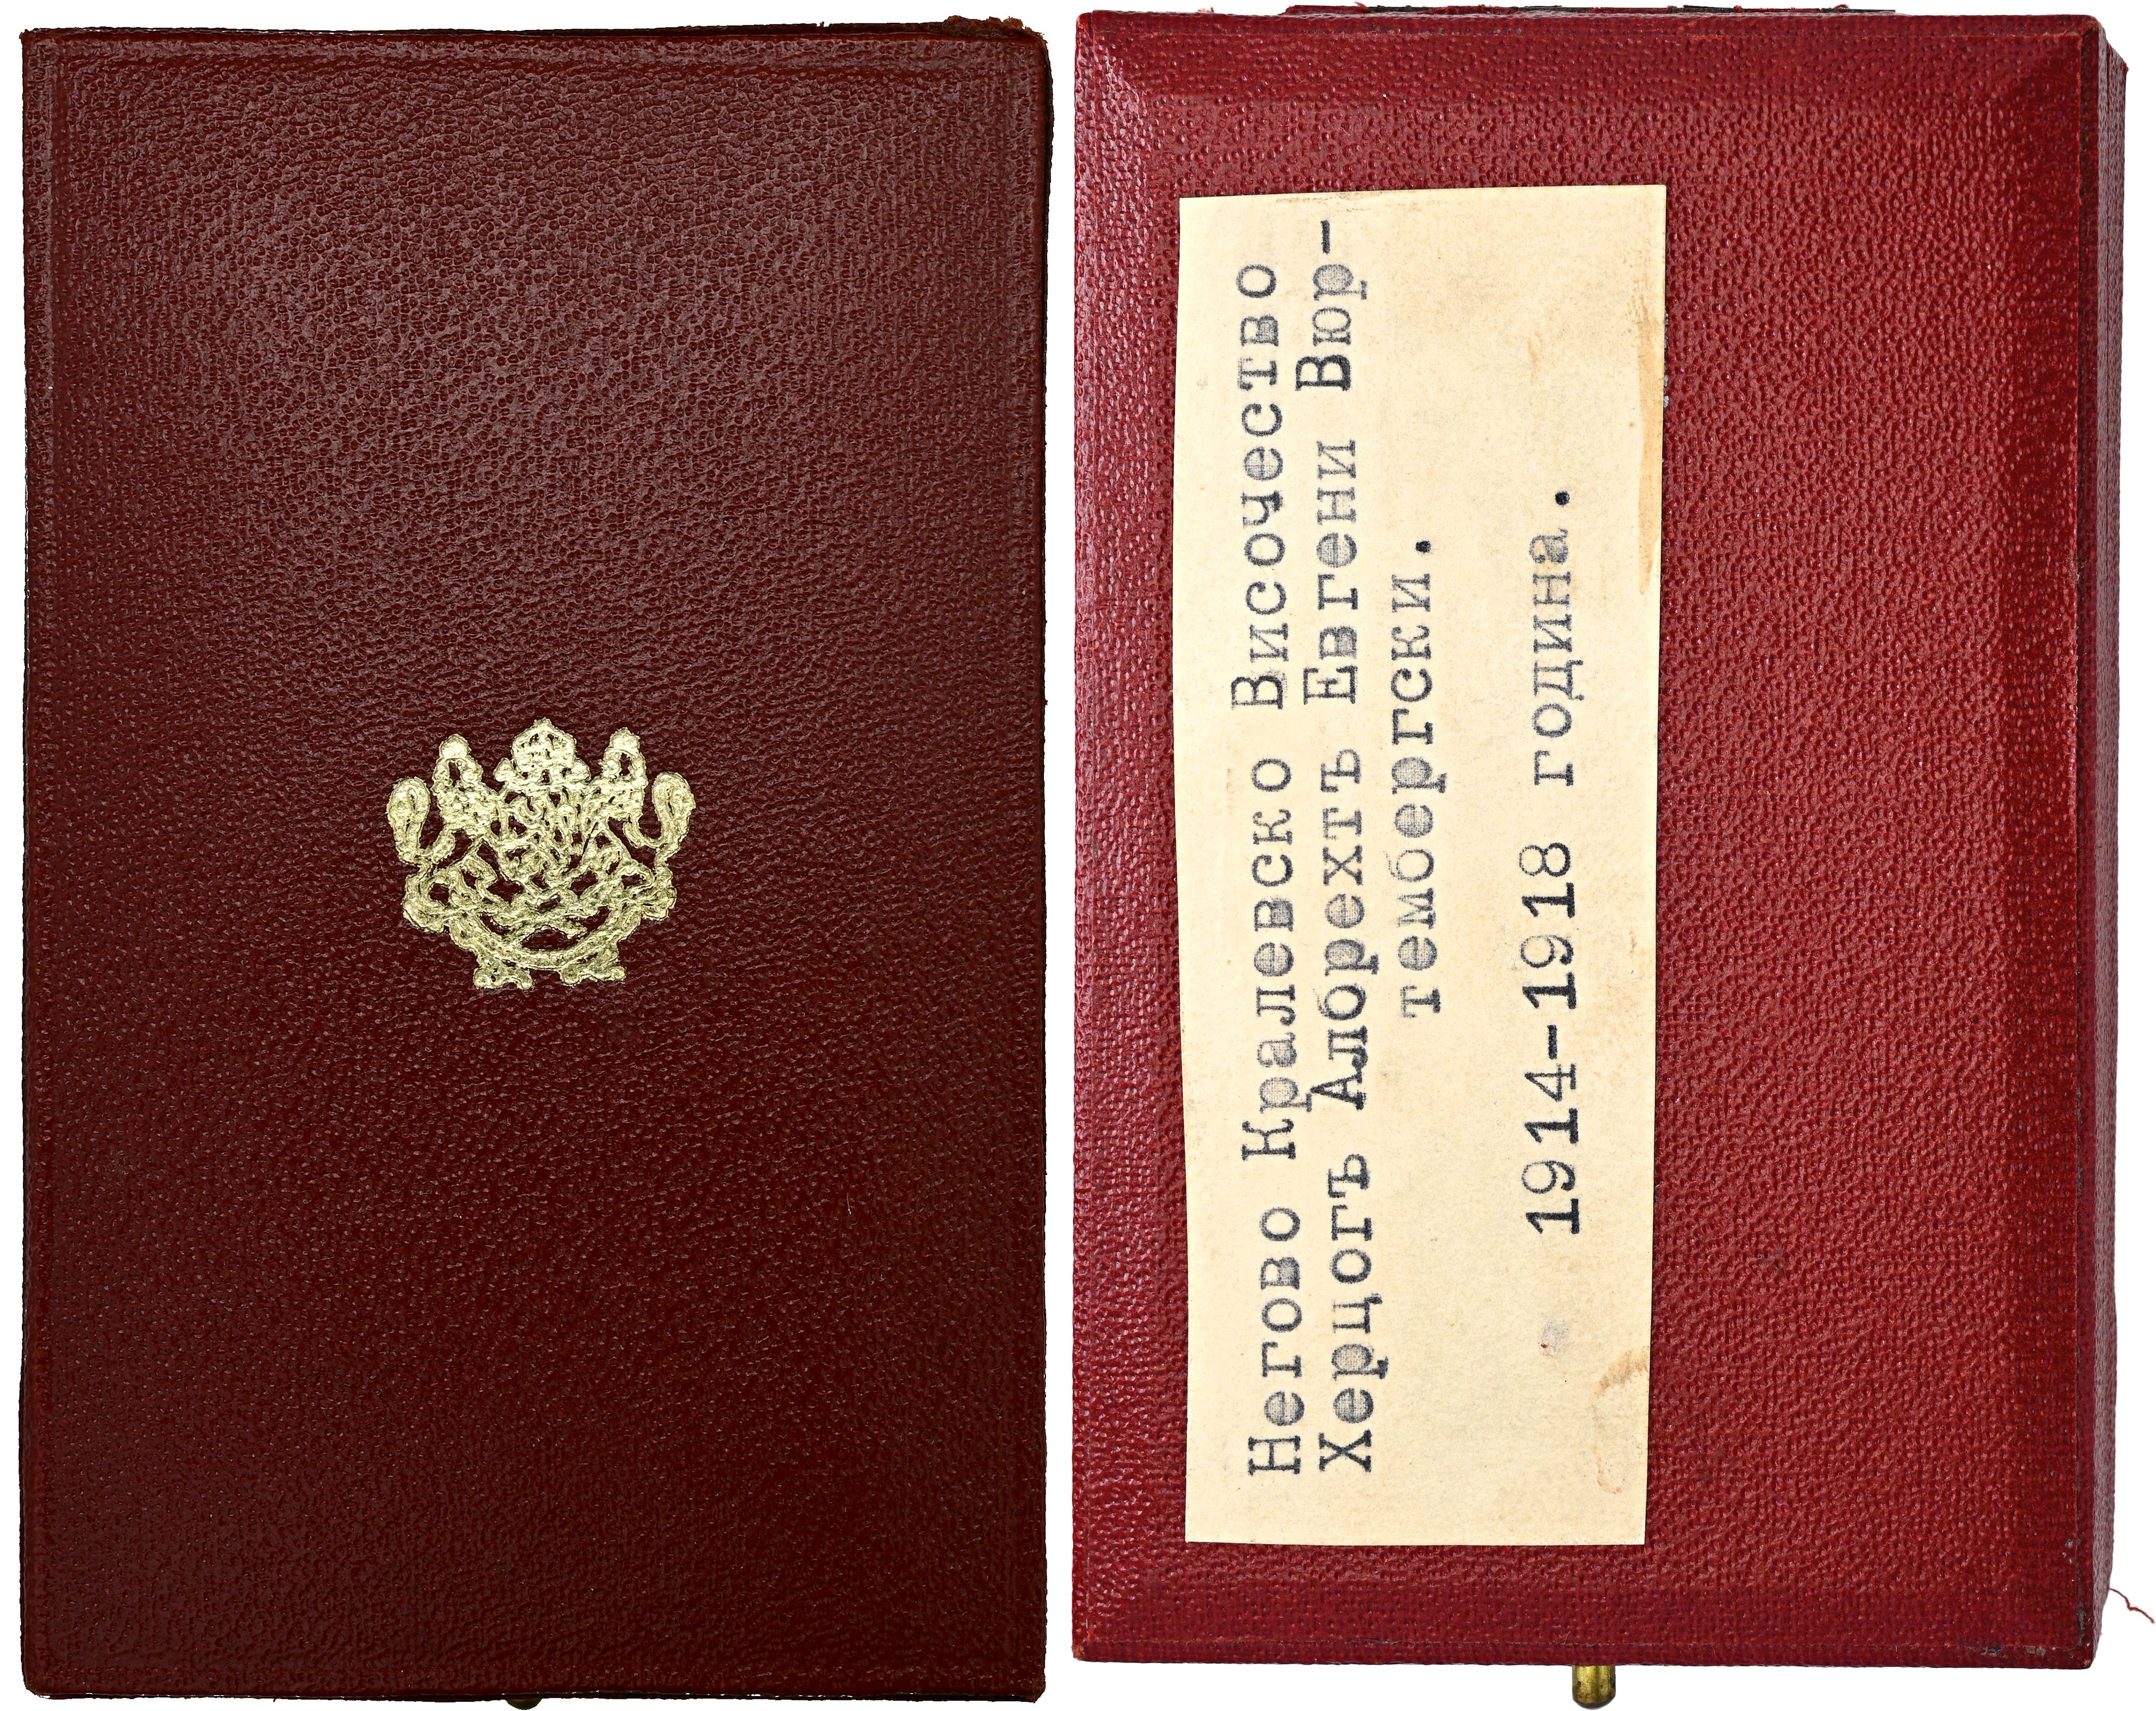 Негово Кралевско Височество
Херцогъ Албрехтъ Евгени Вюр-
тембергски.
1914-1918 година.